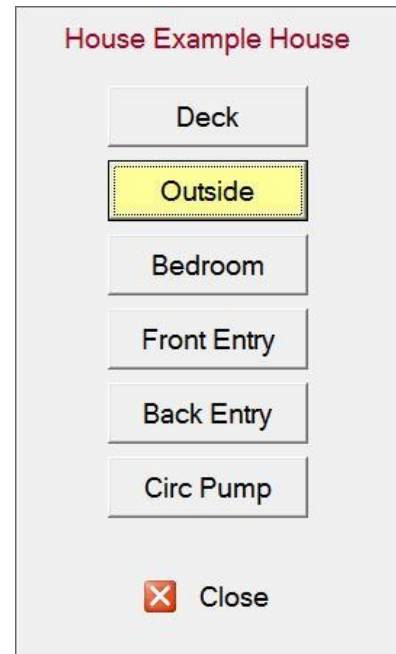 House Example House
Deck
Outside
Bedroom
Front Entry
Back Entry
Circ Pump
Close